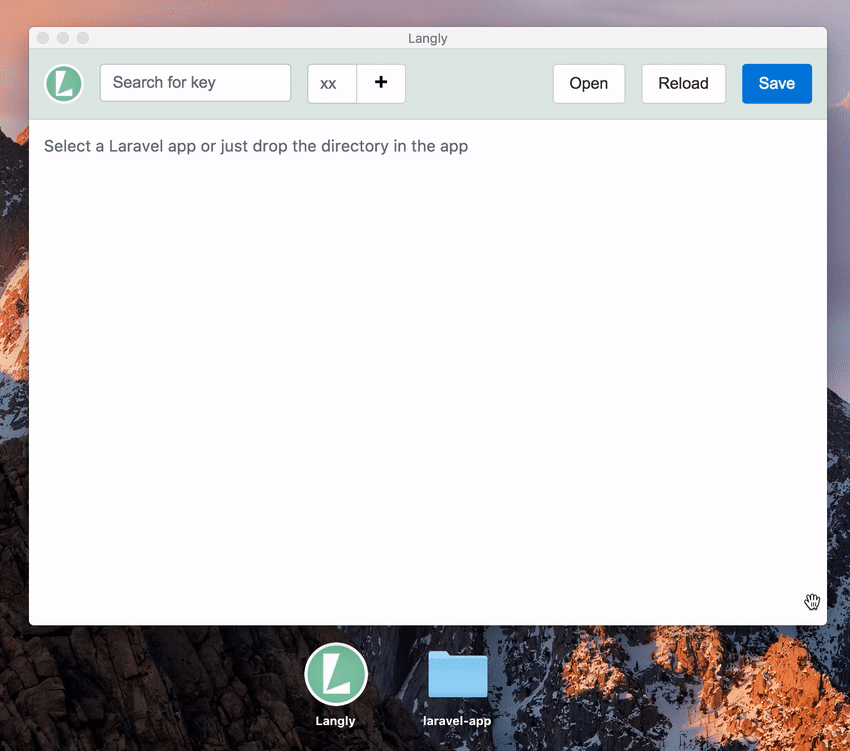 Langly
Search for key
xx
+
Open
Reload
Save
Select a Laravel app or just drop the directory in the app
Langly
laravel-app